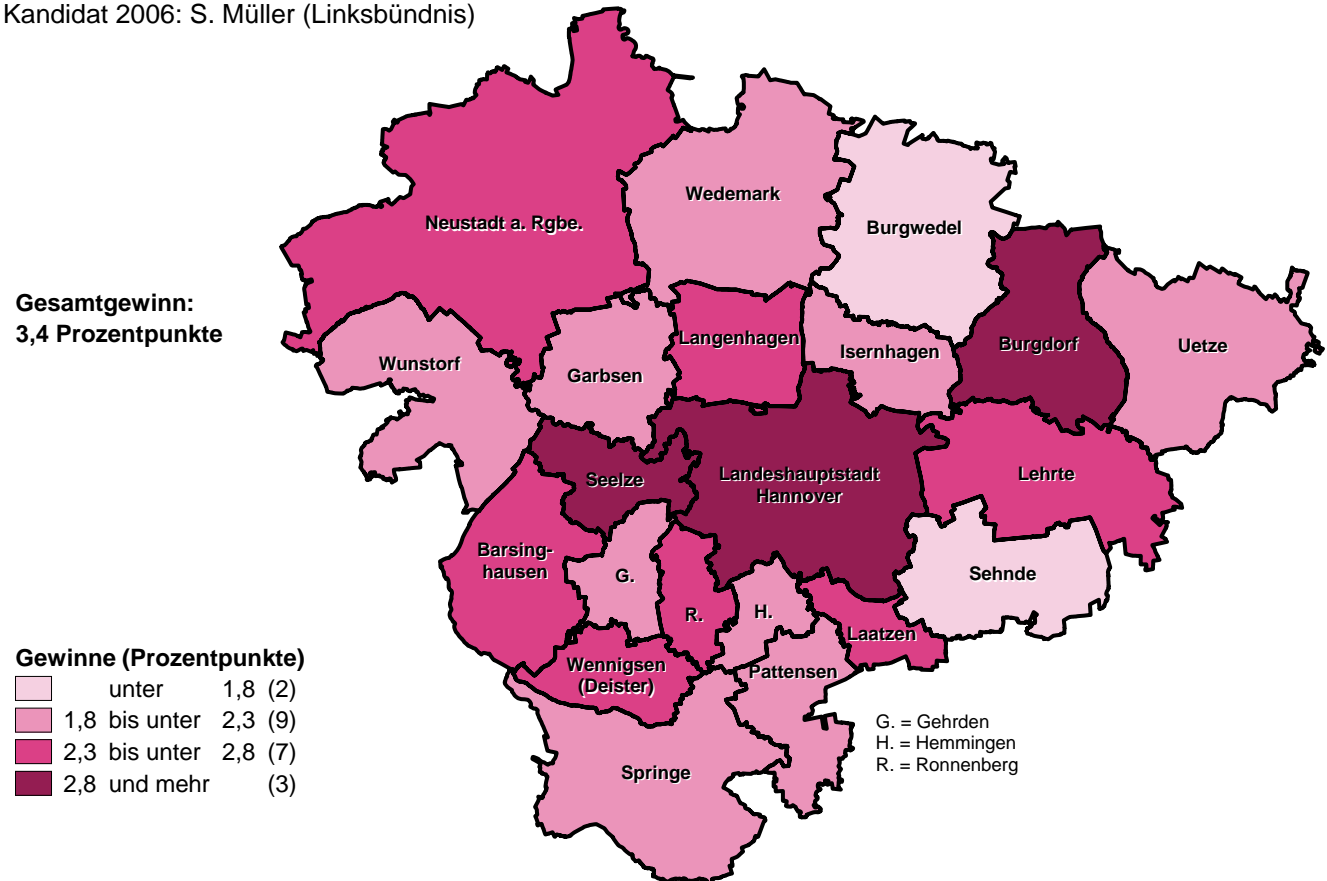 Kandidat 2006: S. Müller (Linksbündnis)
Wedemark
Neustadt a. Rgbe.
Burgwedel
Gesamtgewinn:
3,4 Prozentpunkte
Langenhagen
Isernhagen
Burgdorf
Uetze
Wunstorf
Garbsen
Seelze
Landeshauptstadt
Hannover
Lehrte
Barsing-
hausen
G.
R.
H.
Sehnde
Laatzen
Wennigsen
(Deister)
Pattensen
Springe
Gewinne (Prozentpunkte)
unter 1,8 (2)
1,8 bis unter 2,3 (9)
2,3 bis unter 2,8 (7)
2,8 und mehr (3)
G. = Gehrden
H. = Hemmingen
R. = Ronnenberg